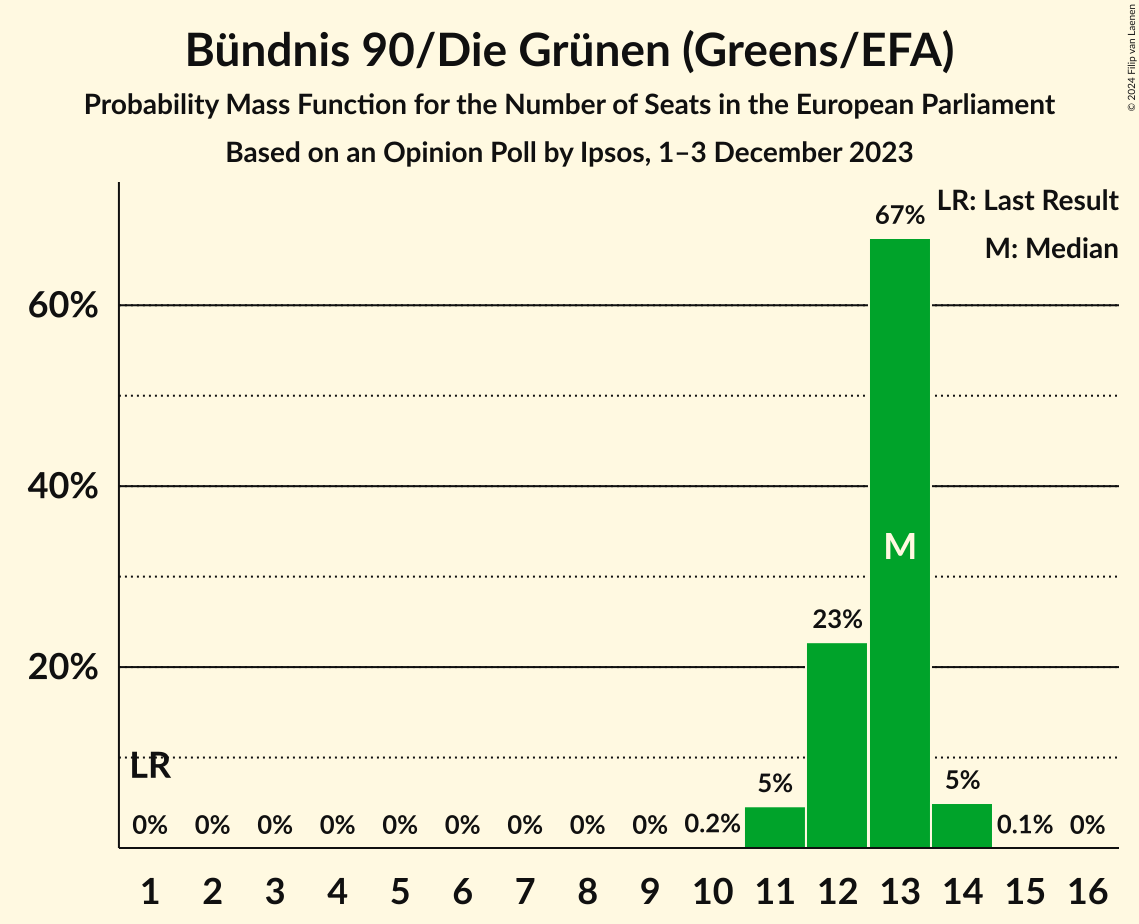 Bündnis 90/Die Grünen (Greens/EFA)
Probability Mass Function for the Number of Seats in the European Parliament
Based on an Opinion Poll by Ipsos, 1–3 December 2023
© 2024 Filip van Laenen
LR: Last Result
M: Median
60%
40%
20%
LR
M
0% 0% 0% 0% 0% 0% 0% 0% 0% 0.2% 5% 23% 67% 5% 0.1% 0%
1 2 3 4 5 6 7 8 9 10 11 12 13 14 15 16